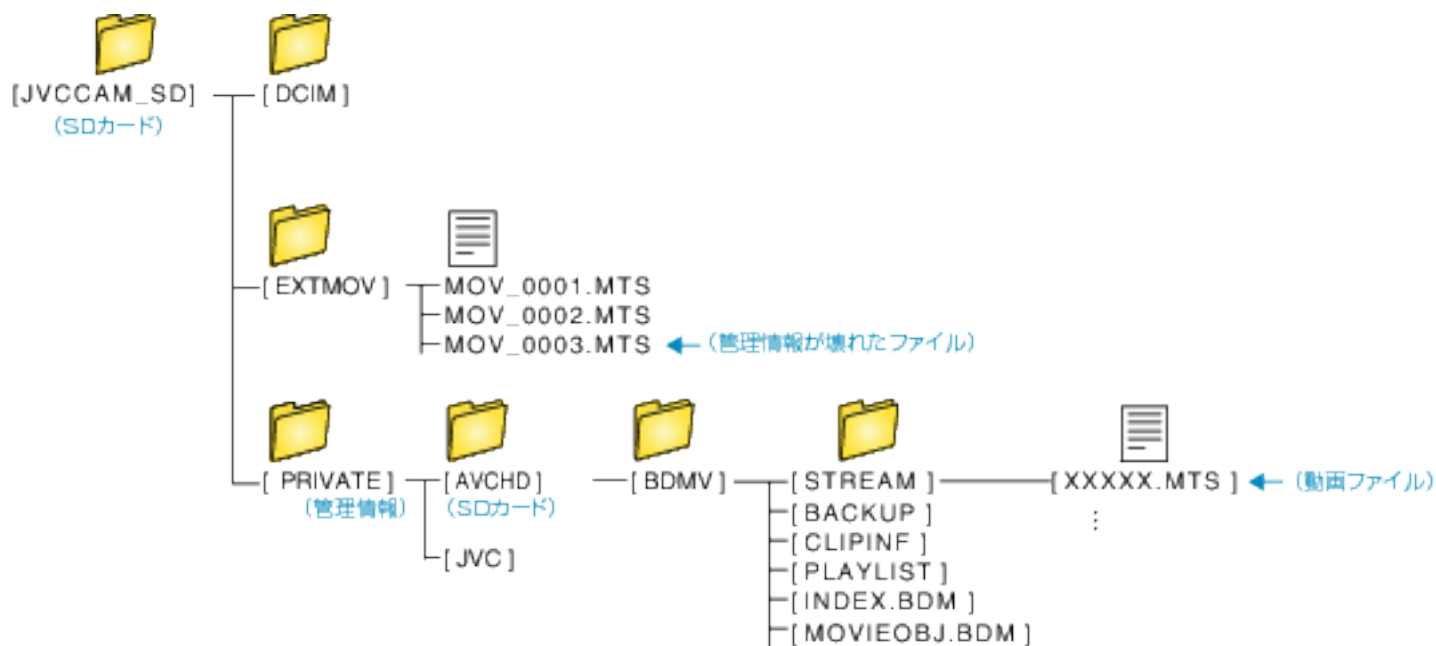 [JVCCAM_SD]
(SDカード)
[DCIM]
[EXTMOV]
MOV_0001.MTS
MOV_0002.MTS
MOV_0003.MTS
(管理情報が壊れたファイル)
[PRIVATE]
(管理情報)
[AVCHD]
(SDカード)
[JVC]
[BDMV]
[STREAM]
[BACKUP]
[CLIPINF]
[PLAYLIST]
[INDEX.BDM]
[MOVIEOBJ.BDM]
[XXXXX.MTS]
(動画ファイル)
⋮